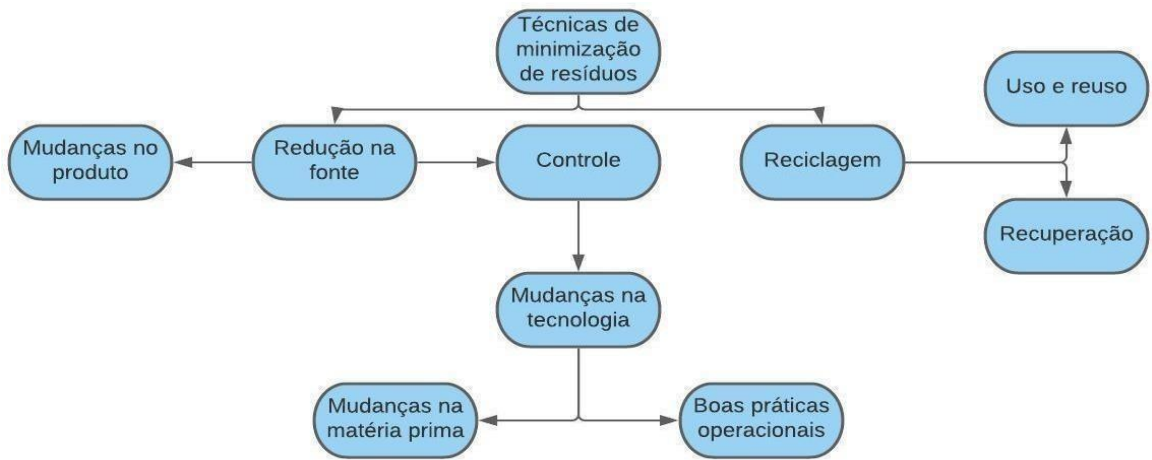 Técnicas de
minimização
de resíduos
Uso e reuso
Mudanças no
produto
Redução na
fonte
Controle
Reciclagem
Recuperação
Mudanças na
tecnologia
Mudanças na
matéria prima
Boas práticas
operacionais